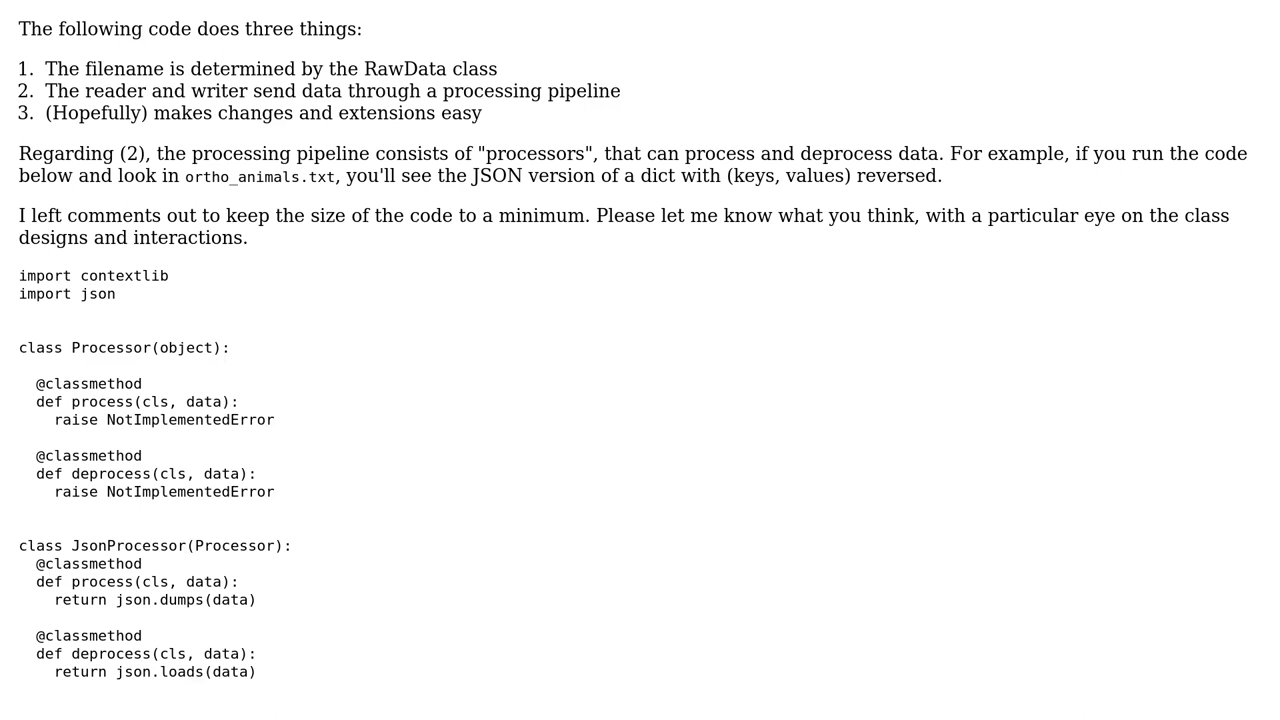 The following code does three things:
1. The filename is determined by the RawData class
2. The reader and writer send data through a processing pipeline
3. (Hopefully) makes changes and extensions easy
Regarding (2), the processing pipeline consists of "processors", that can process and deprocess data. For example, if you run the code
below and look in ortho_animals.txt, you'll see the JSON version of a dict with (keys, values) reversed.
I left comments out to keep the size of the code to a minimum. Please let me know what you think, with a particular eye on the class
designs and interactions.
import contextlib
import json
class Processor(object):
  @classmethod
  def process(cls, data):
    raise NotImplementedError
  @classmethod
  def deprocess(cls, data):
    raise NotImplementedError
class JsonProcessor(Processor):
  @classmethod
  def process(cls, data):
    return json.dumps(data)
  @classmethod
  def deprocess(cls, data):
    return json.loads(data)